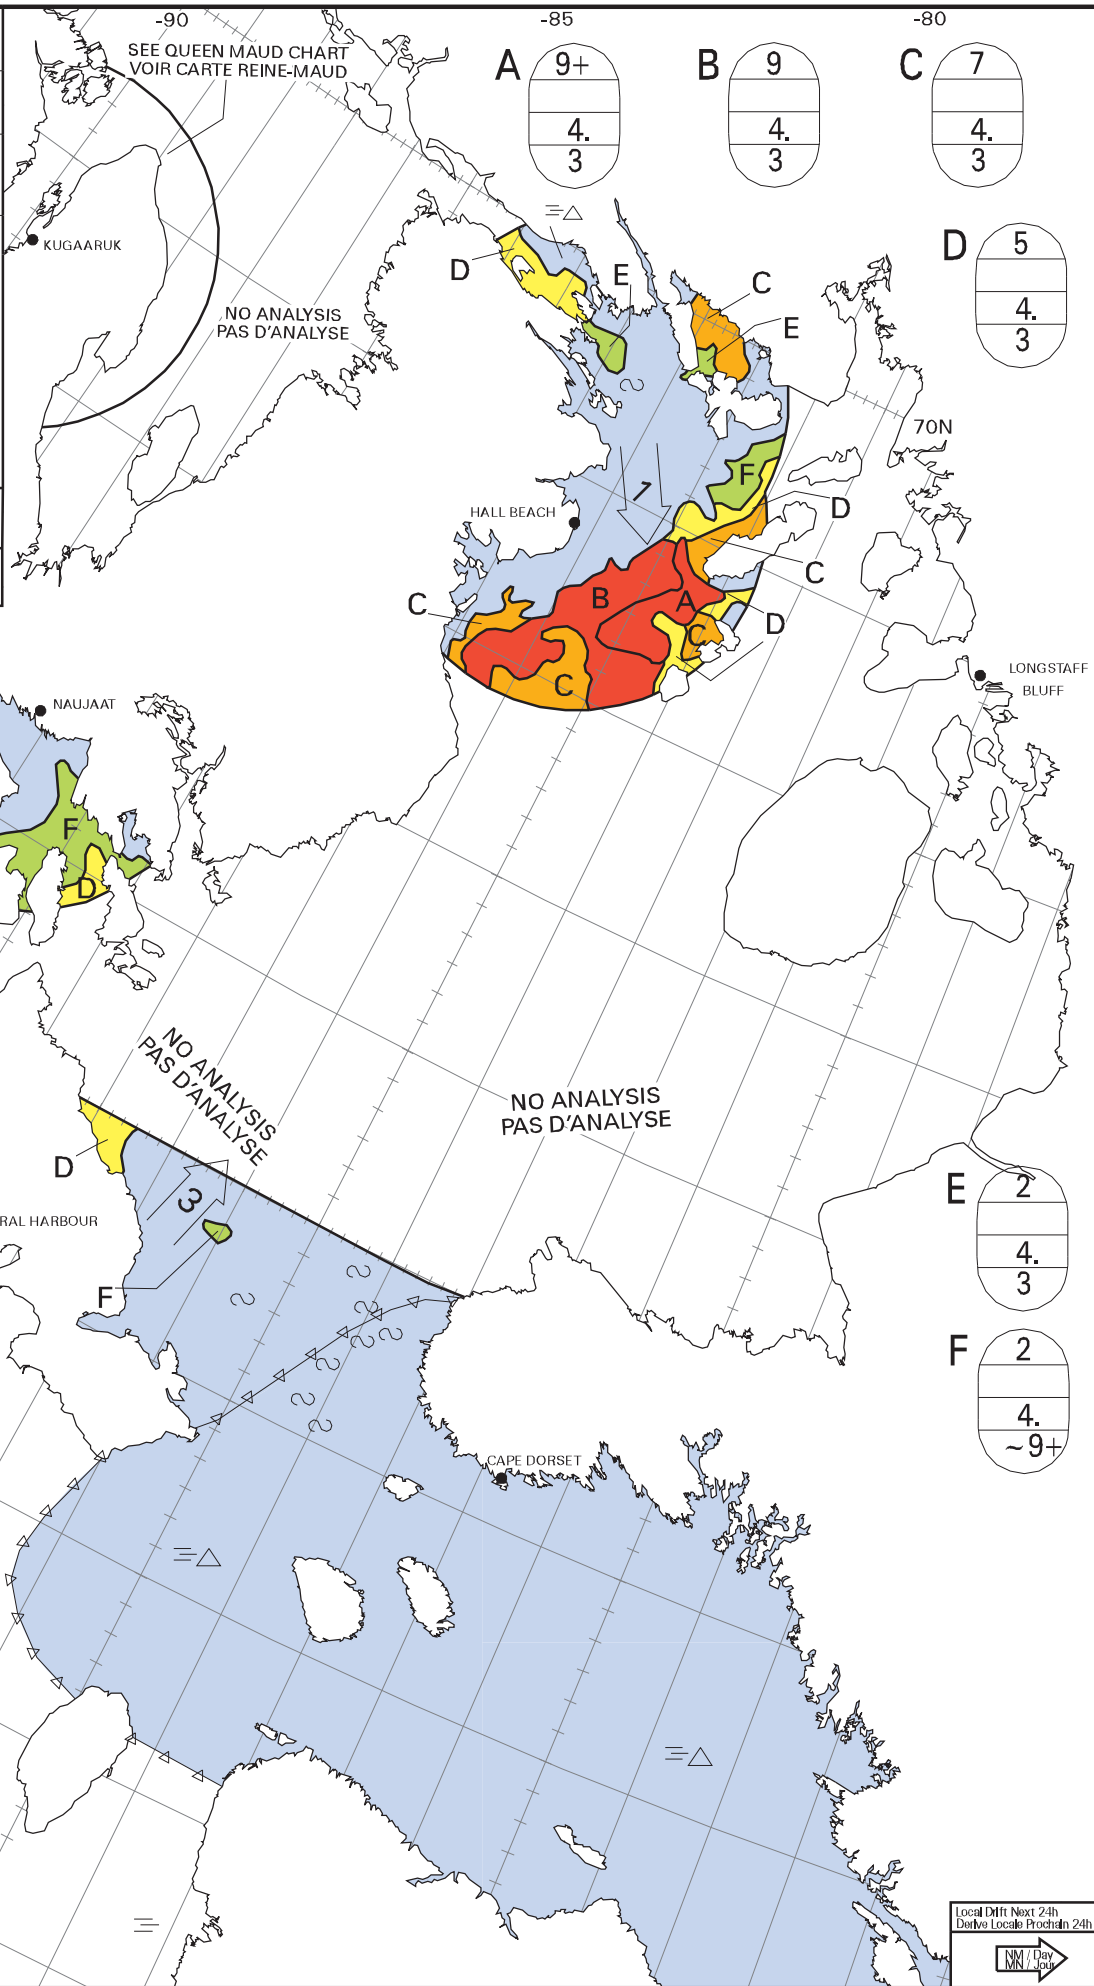 -90
-85
-80
SEE QUEEN MAUD CHART
VOIR CARTE REINE-MAUD
A
9+
4.
3
B
9
4.
3
C
7
4.
3
D
5
4.
3
KUGAARUK
NO ANALYSIS
PAS D'ANALYSE
D
E
C
E
70N
F
D
1
HALL BEACH
C
C
B
A
D
C
C
LONGSTAFF
BLUFF
NAUJAAT
F
D
NO ANALYSIS
PAS D'ANALYSE
NO ANALYSIS
PAS D'ANALYSE
D
3
RAL HARBOUR
F
E
2
4.
3
F
2
4.
~9+
CAPE DORSET
Local Drift Next 24h
Derive Locale Prochain 24h
NM / Day
MN / Jour